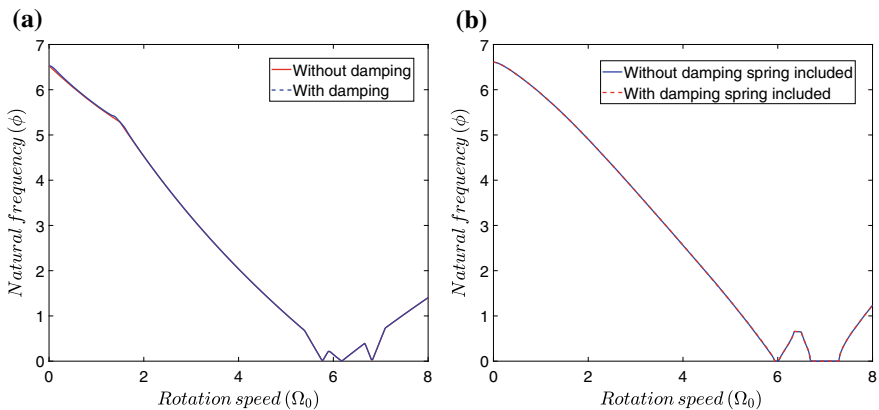 (a)
7
6
5
4
3
2
1
0
0 2 4 6 8
Natural frequency (ϕ)
Rotation speed (Ω₀)
Without damping
With damping
(b)
7
6
5
4
3
2
1
0
0 2 4 6 8
Natural frequency (ϕ)
Rotation speed (Ω₀)
Without damping spring included
With damping spring included